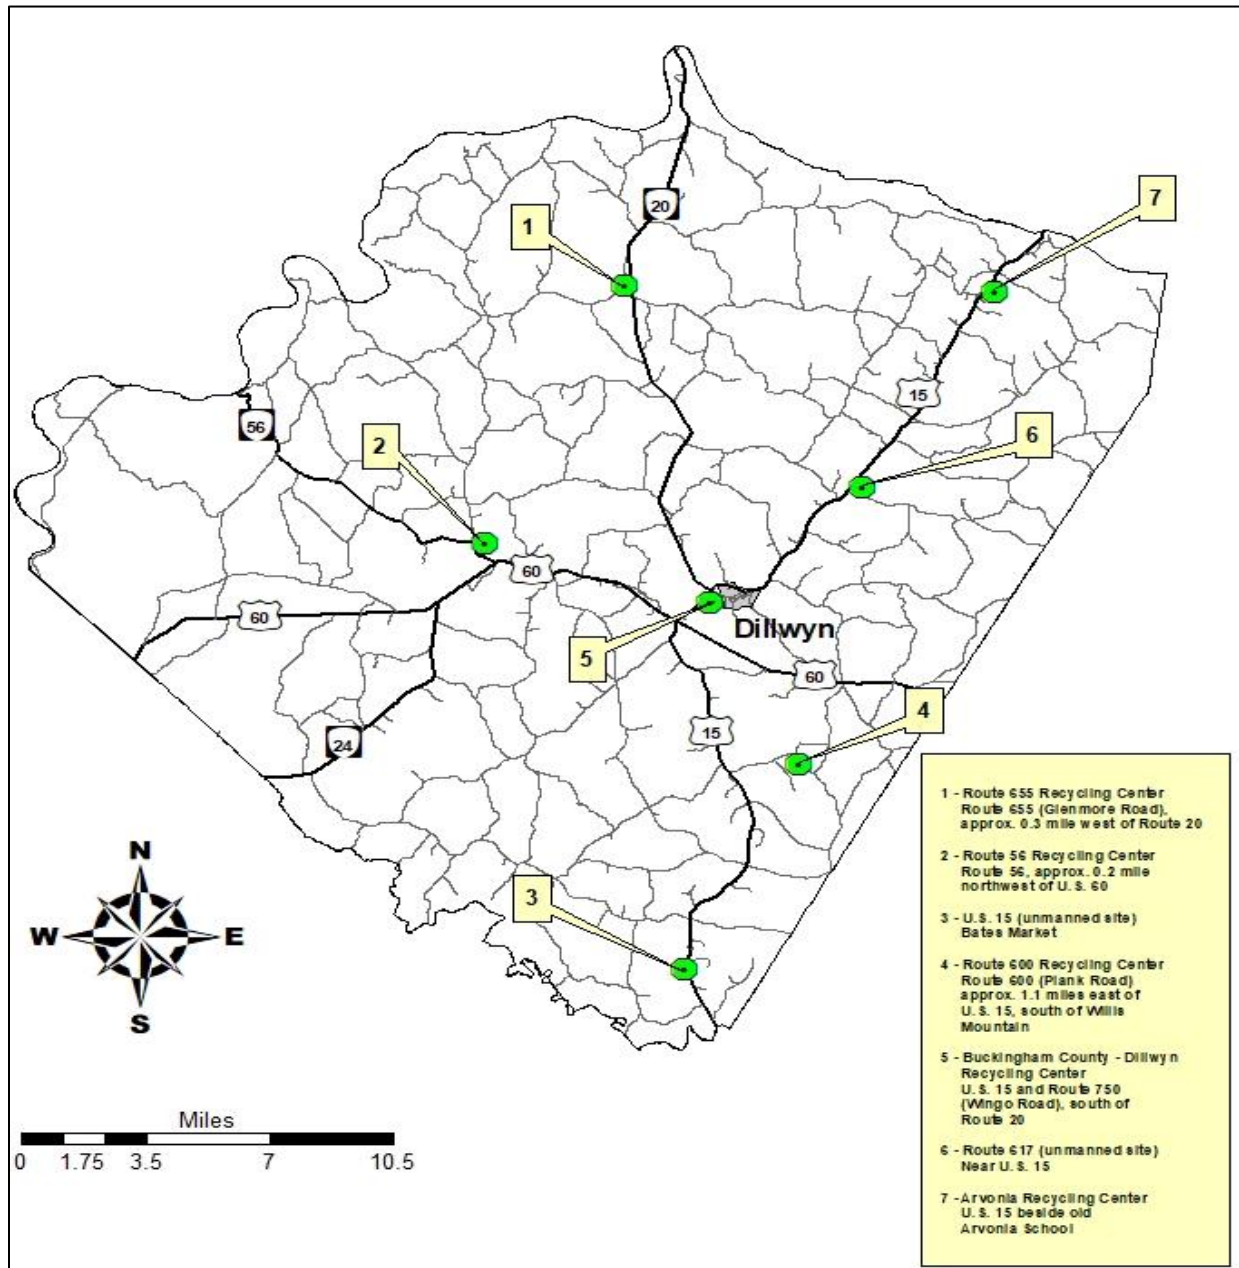 20
7
1
15
56
2
6
60
60
Dillwyn
5
60
4
15
24
N
W
E
S
3
Miles
0 1.75 3.5 7 10.5
1 - Route 655 Recycling Center
Route 655 (Glenmore Road),
approx. 0.3 mile west of Route 20
2 - Route 56 Recycling Center
Route 56, approx. 0.2 mile
northwest of U.S. 60
3 - U.S. 15 (unmanned site)
Bates Market
4 - Route 600 Recycling Center
Route 600 (Plank Road)
approx. 1.1 miles east of
U.S. 15, south of Willis
Mountain
5 - Buckingham County - Dillwyn
Recycling Center
U.S. 15 and Route 750
(Wingo Road), south of
Route 20
6 - Route 617 (unmanned site)
Near U.S. 15
7 - Arvonia Recycling Center
U.S. 15 beside old
Arvonia School